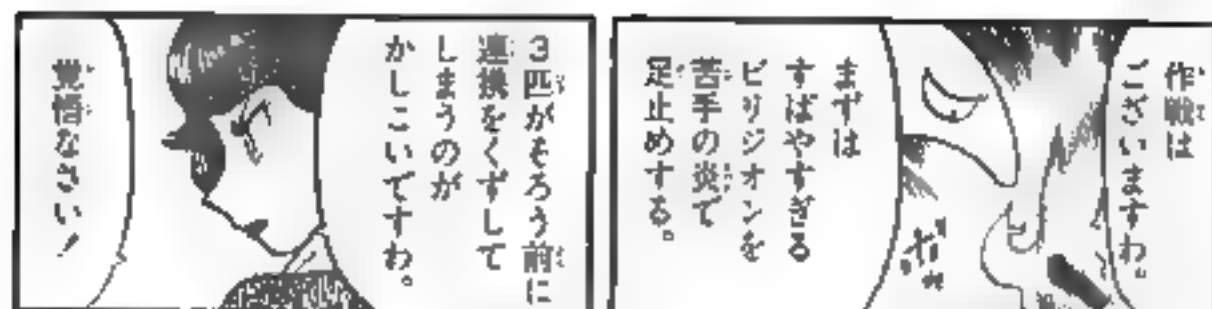 作戦は
ございますわ。
まずは
すばやすぎる
ビリジオンを
苦手の炎で
足止めする。
3匹がそろう前に
連携をくずして
しまうのが
かしこいですわ。
覚悟なさい!